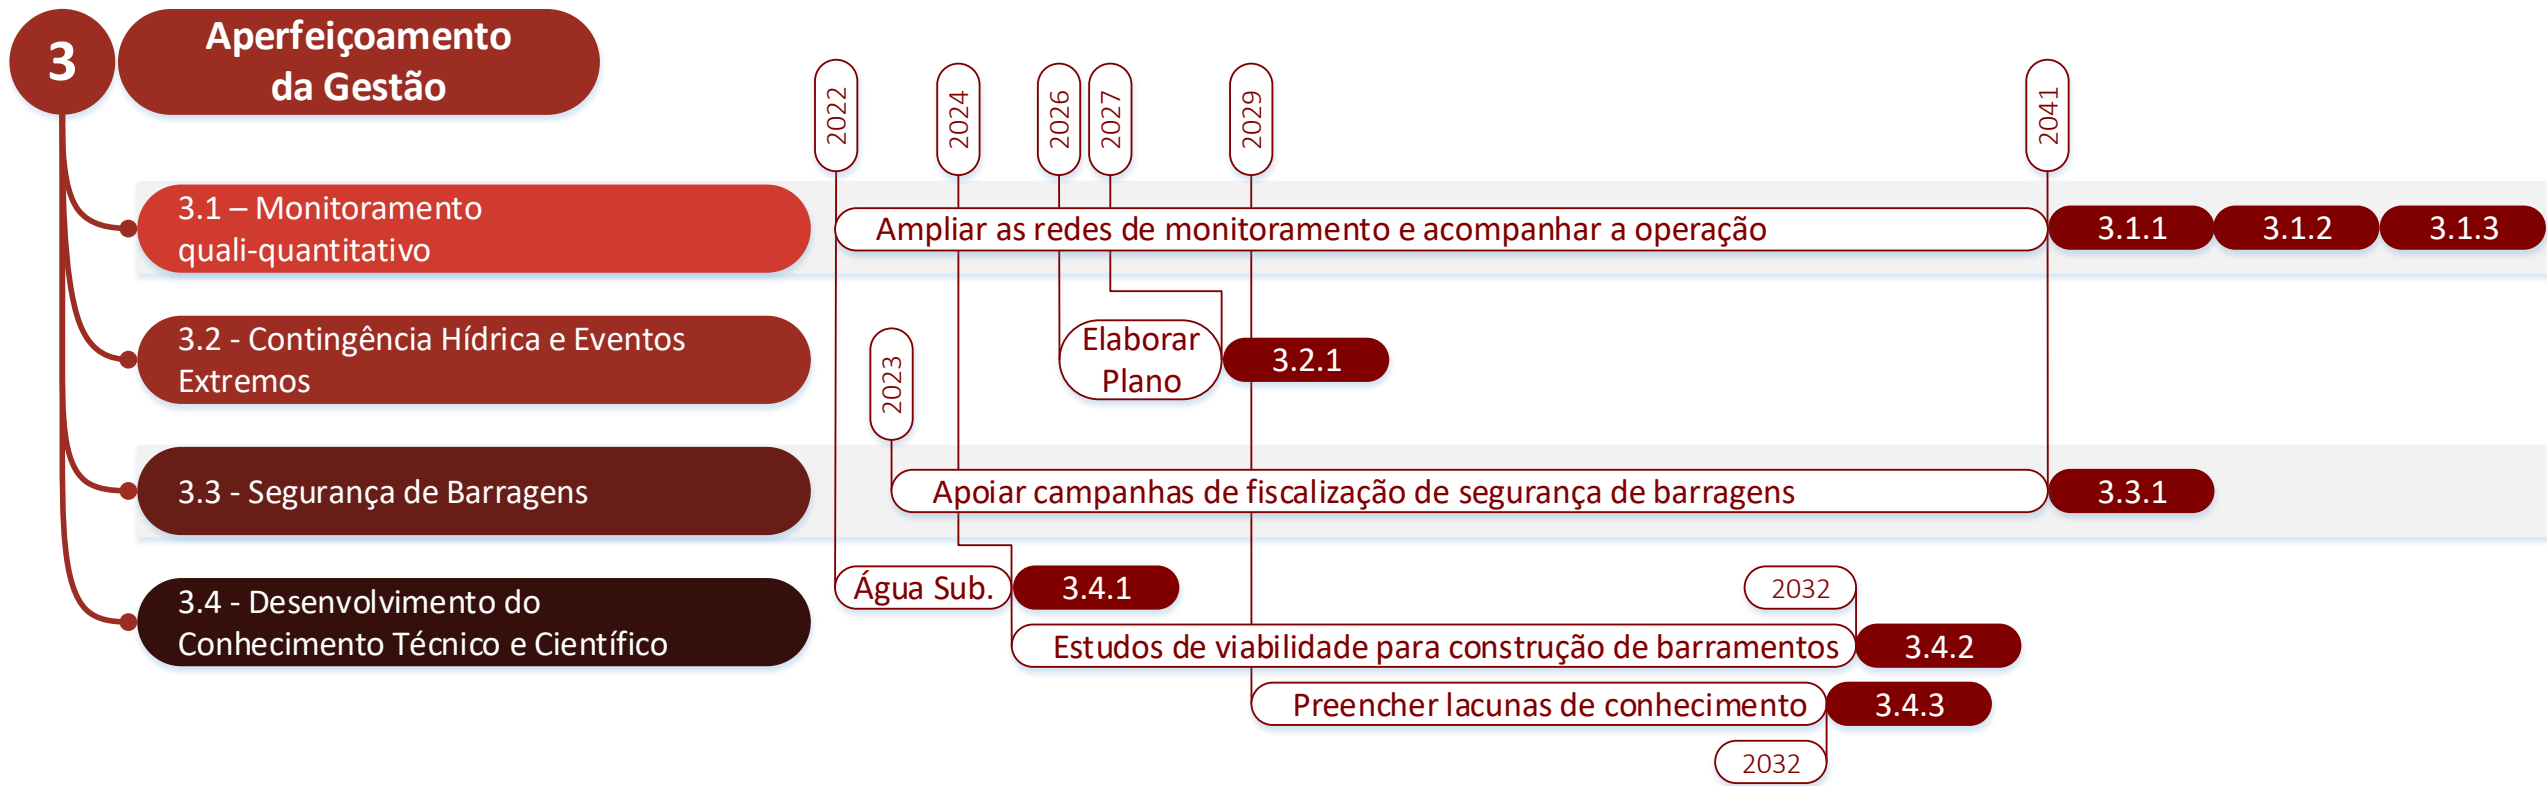 3
Aperfeiçoamento
da Gestão
2022
2024
2026
2027
2029
2041
3.1 – Monitoramento
quali-quantitativo
Ampliar as redes de monitoramento e acompanhar a operação
3.1.1
3.1.2
3.1.3
3.2 - Contingência Hídrica e Eventos
Extremos
2023
Elaborar
Plano
3.2.1
3.3 - Segurança de Barragens
Apoiar campanhas de fiscalização de segurança de barragens
3.3.1
3.4 - Desenvolvimento do
Conhecimento Técnico e Científico
Água Sub.
3.4.1
2032
Estudos de viabilidade para construção de barramentos
3.4.2
Preencher lacunas de conhecimento
3.4.3
2032